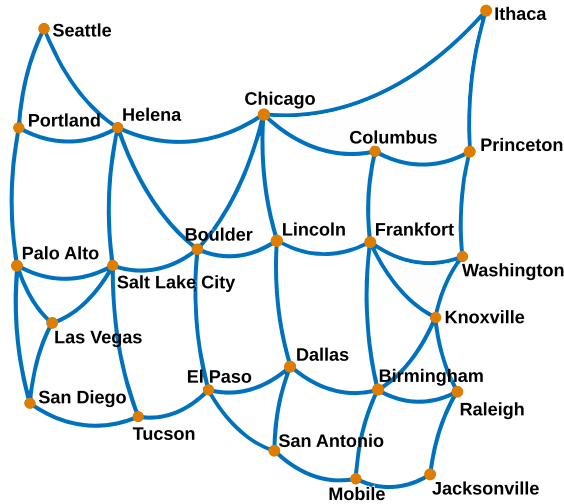 Ithaca
Seattle
Chicago
Portland
Helena
Columbus
Princeton
Boulder
Lincoln
Frankfort
Palo Alto
Salt Lake City
Washington
Las Vegas
Knoxville
Dallas
El Paso
Birmingham
San Diego
Raleigh
Tucson
San Antonio
Mobile
Jacksonville